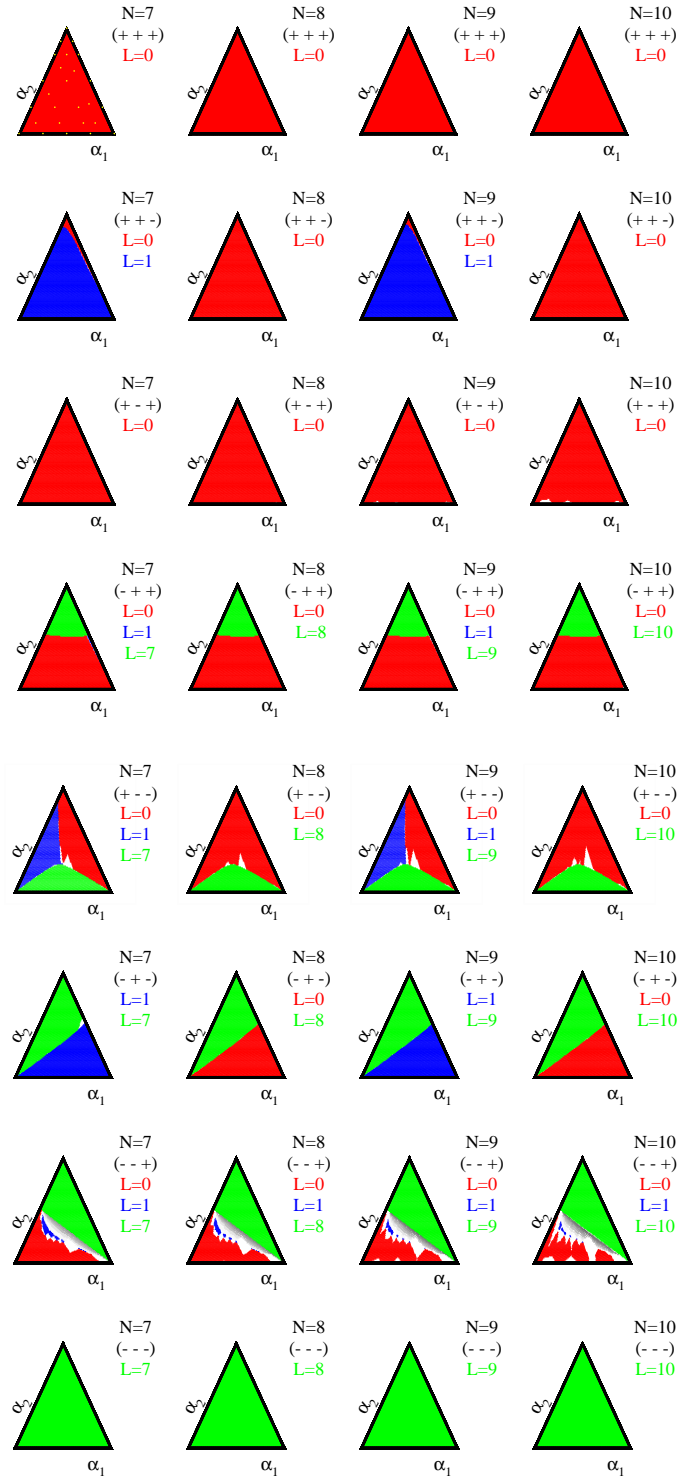 N=7 N=8 N=9 N=10
(+ + +) (+ + +) (+ + +) (+ + +)
L=0 L=0 L=0 L=0
α2 α2 α2 α2
α1 α1 α1 α1
N=7 N=8 N=9 N=10
(+ + -) (+ + -) (+ + -) (+ + -)
L=0 L=0 L=0 L=0
L=1 L=1
α2 α2 α2 α2
α1 α1 α1 α1
N=7 N=8 N=9 N=10
(+ - +) (+ - +) (+ - +) (+ - +)
L=0 L=0 L=0 L=0
α2 α2 α2 α2
α1 α1 α1 α1
N=7 N=8 N=9 N=10
(- + +) (- + +) (- + +) (- + +)
L=0 L=0 L=0 L=0
L=1 L=8 L=1 L=10
L=7 L=9
α2 α2 α2 α2
α1 α1 α1 α1
N=7 N=8 N=9 N=10
(+ - -) (+ - -) (+ - -) (+ - -)
L=0 L=0 L=0 L=0
L=1 L=8 L=1 L=10
L=7 L=9
α2 α2 α2 α2
α1 α1 α1 α1
N=7 N=8 N=9 N=10
(- + -) (- + -) (- + -) (- + -)
L=1 L=0 L=1 L=0
L=7 L=8 L=9 L=10
α2 α2 α2 α2
α1 α1 α1 α1
N=7 N=8 N=9 N=10
(- - +) (- - +) (- - +) (- - +)
L=0 L=0 L=0 L=0
L=1 L=1 L=1 L=1
L=7 L=8 L=9 L=10
α2 α2 α2 α2
α1 α1 α1 α1
N=7 N=8 N=9 N=10
(- - -) (- - -) (- - -) (- - -)
L=7 L=8 L=9 L=10
α2 α2 α2 α2
α1 α1 α1 α1